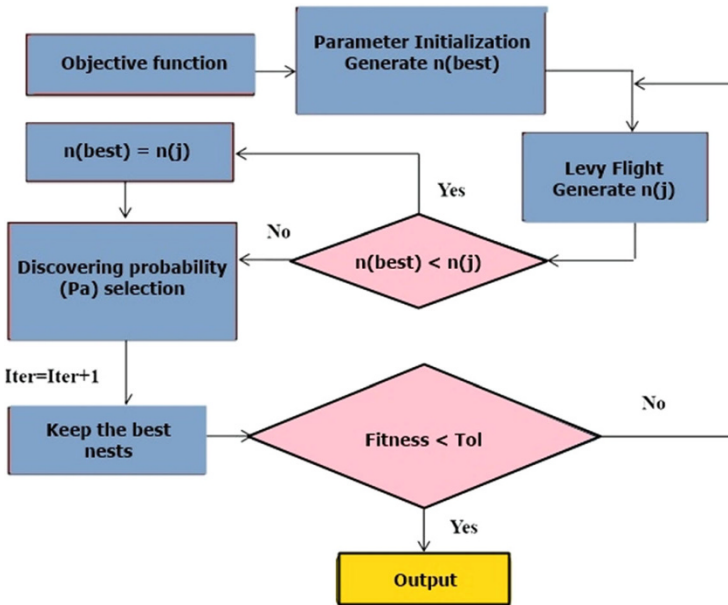 Objective function
Parameter Initialization
Generate n(best)
Levy Flight
Generate n(j)
n(best) < n(j)
Yes
No
n(best) = n(j)
Discovering probability
(Pa) selection
Iter=Iter+1
Keep the best
nests
Fitness < Tol
No
Yes
Output